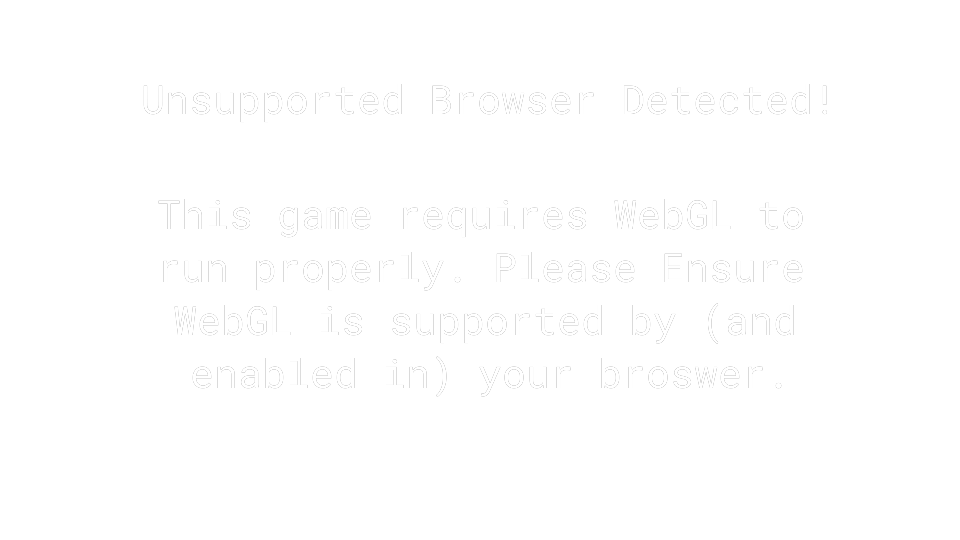 Unsupported Browser Detected!
This game requires WebGL to
run properly. Please Ensure
WebGL is supported by (and
enabled in) your broswer.